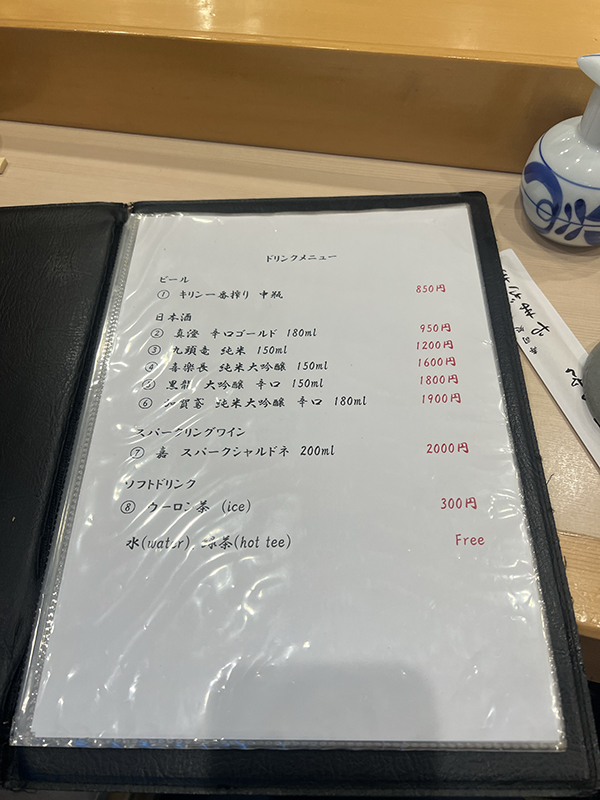 ドリンクメニュー
ビール
① キリン一番搾り 中瓶 850円
日本酒
② 真澄 辛口ゴールド 180ml 950円
③ 九頭竜 純米 150ml 1200円
④ 喜楽長 純米大吟醸 150ml 1600円
⑤ 黒龍 大吟醸 辛口 150ml 1800円
⑥ 加賀鳶 純米大吟醸 辛口 180ml 1900円
スパークリングワイン
⑦ 嘉 スパークシャルドネ 200ml 2000円
ソフトドリンク
⑧ ウーロン茶 (ice) 300円
水(water) 緑茶(hot tee) Free